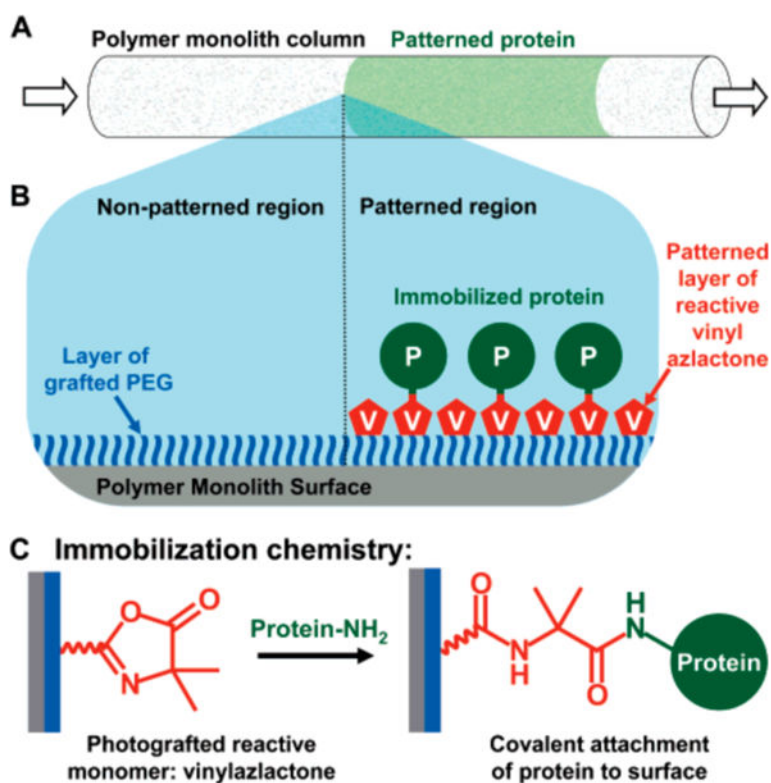 A
Polymer monolith column
Patterned protein
B
Non-patterned region
Patterned region
Patterned
layer of
reactive
vinyl
azlactone
Immobilized protein
P P P
Layer of
grafted PEG
V V V V V V V
Polymer Monolith Surface
C Immobilization chemistry:
O O
N
Protein-NH₂
O
N
H
O
H
N
Protein
Photografted reactive
monomer: vinylazlactone
Covalent attachment
of protein to surface